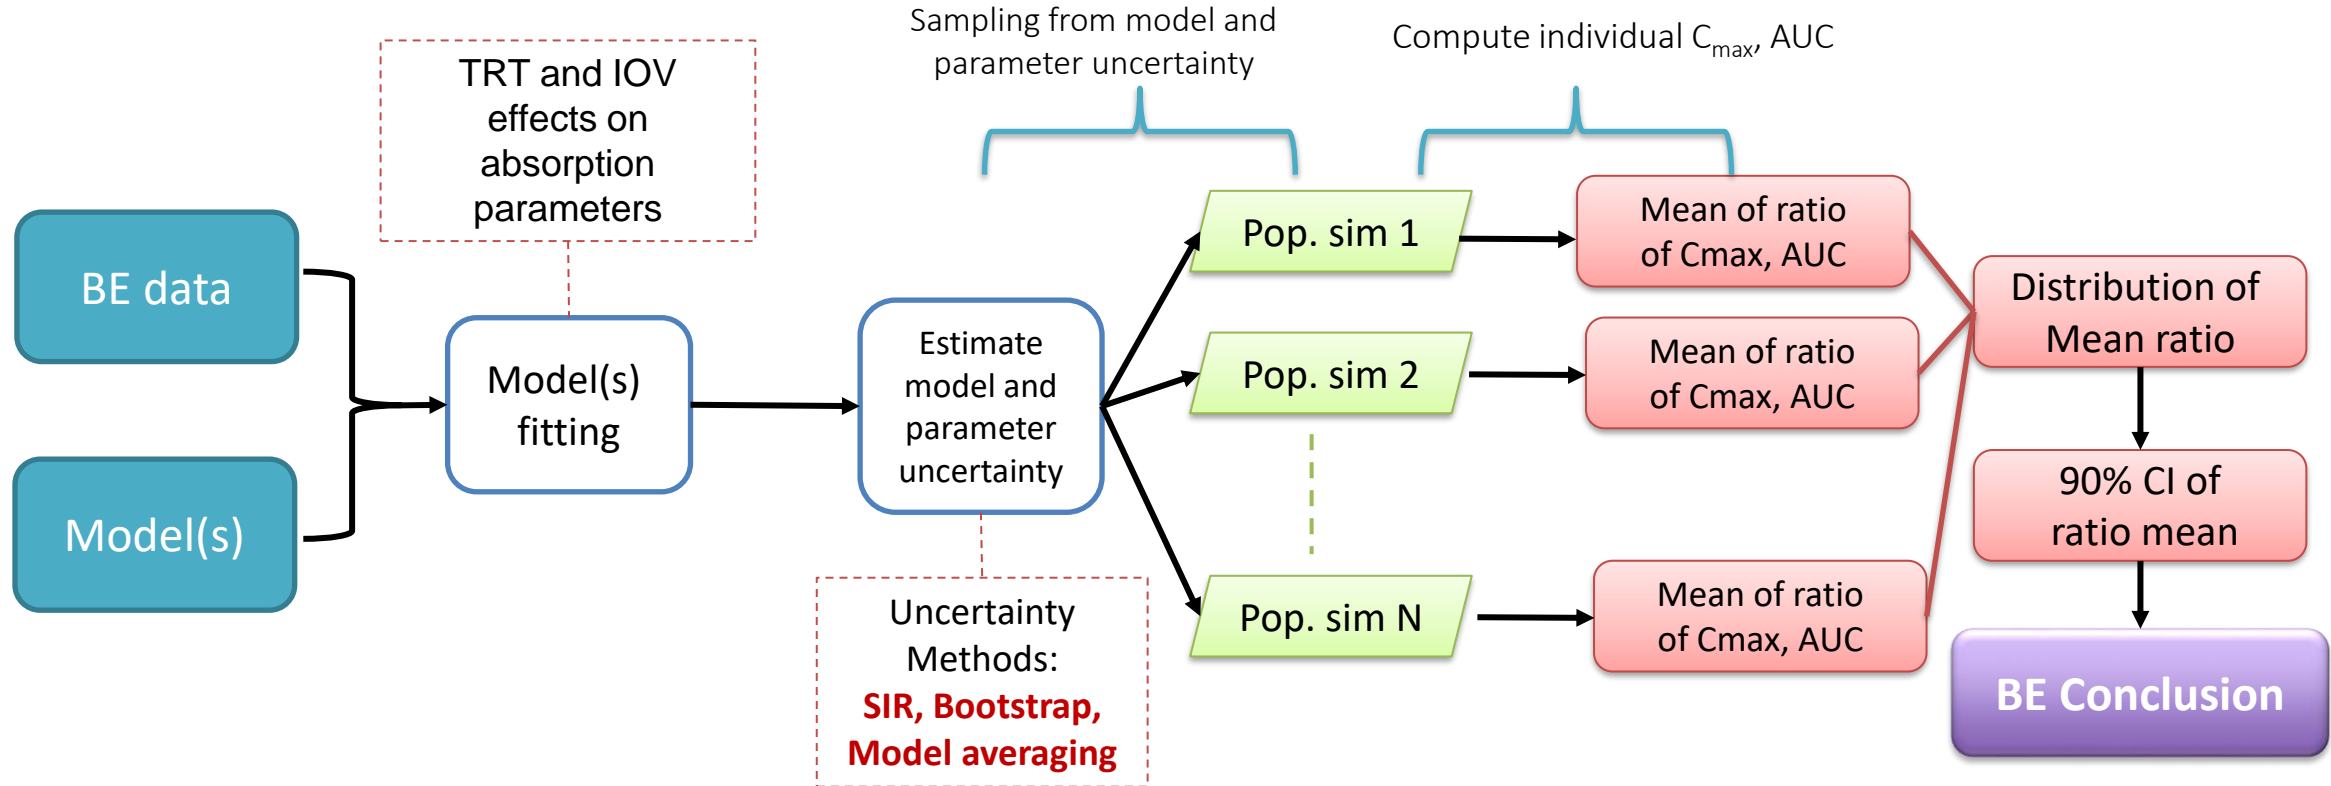 Sampling from model and
parameter uncertainty
Compute individual Cmax, AUC
TRT and IOV
effects on
absorption
parameters
BE data
Model(s)
Model(s)
fitting
Estimate
model and
parameter
uncertainty
Uncertainty
Methods:
SIR, Bootstrap,
Model averaging
Pop. sim 1
Pop. sim 2
Pop. sim N
Mean of ratio
of Cmax, AUC
Mean of ratio
of Cmax, AUC
Mean of ratio
of Cmax, AUC
Distribution of
Mean ratio
90% CI of
ratio mean
BE Conclusion